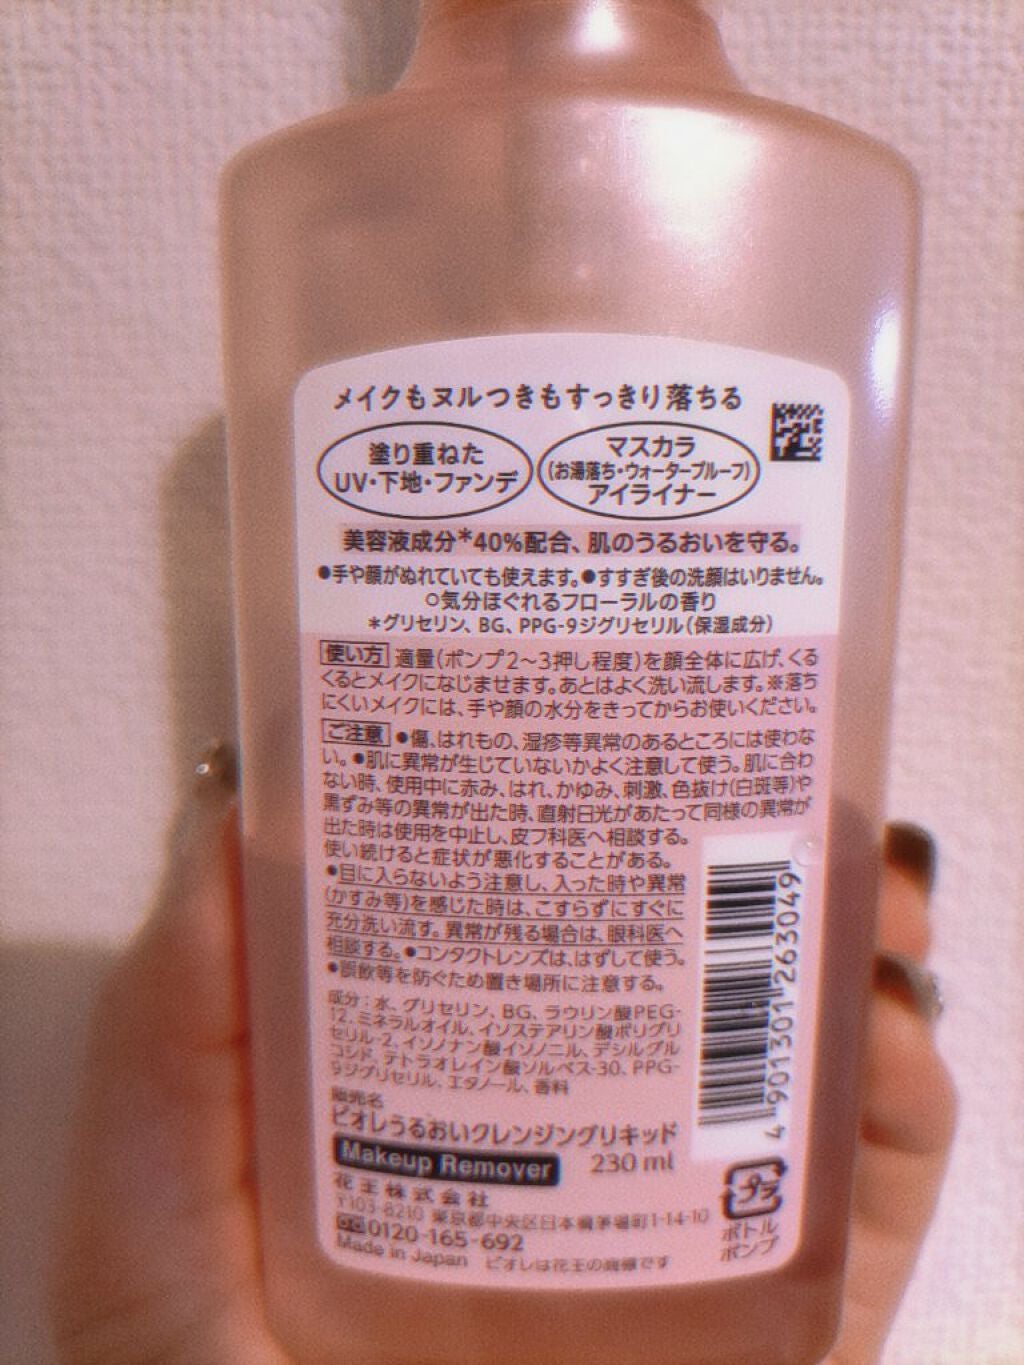 メイクもヌルつきもすっきり落ちる
塗り重ねた
UV・下地・ファンデ
マスカラ
(お湯落ち・ウォータープルーフ)
アイライナー
美容液成分*40%配合、肌のうるおいを守る。
●手や顔がぬれていても使えます。●すすぎ後の洗顔はいりません。
○気分ほぐれるフローラルの香り
*グリセリン、BG、PPG-9ジグリセリル(保湿成分)
使い方 適量(ポンプ2〜3押し程度)を顔全体に広げ、くる
くるとメイクになじませます。あとはよく洗い流します。※落ち
にくいメイクには、手や顔の水分をきってからお使いください。
ご注意 ●傷、はれもの、湿疹等異常のあるところには使わな
い。●肌に異常が生じていないかよく注意して使う。肌に合わ
ない時、使用中に赤み、はれ、かゆみ、刺激、色抜け(白斑等)や
黒ずみ等の異常が出た時、直射日光があたって同様の異常が
出た時は使用を中止し、皮フ科医へ相談する。
使い続けると症状が悪化することがある。
●目に入らないよう注意し、入った時や異常
(かすみ等)を感じた時は、こすらずにすぐに
充分洗い流す。異常が残る場合は、眼科医へ
相談する。●コンタクトレンズは、はずして使う。
●誤飲等を防ぐため置き場所に注意する。
成分:水、グリセリン、BG、ラウリン酸PEG-
12、ミネラルオイル、イソステアリン酸ポリグリ
セリル-2、イソノナン酸イソノニル、デシルグル
コシド、テトラオレイン酸ソルベス-30、PPG-
9ジグリセリル、エタノール、香料
販売名
ビオレうるおいクレンジングリキッド
Makeup Remover 230 ml
花王株式会社
〒103-8210 東京都中央区日本橋茅場町1-14-10
0120-165-692
Made in Japan ビオレは花王の商標です
4 901301 263049
プラ
ボトル
ポンプ